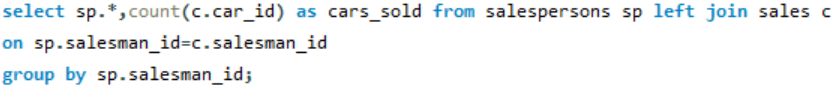 select sp.*,count(c.car_id) as cars_sold from salespersons sp left join sales c
on sp.salesman_id=c.salesman_id
group by sp.salesman_id;